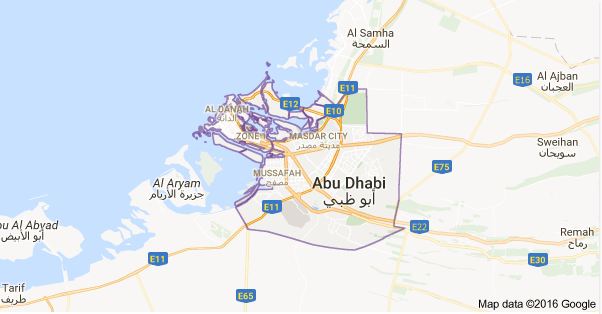 Al Samha
السمحة
E11
E16
Al Ajban
العجبان
E12
E10
AL DANAH
الدانة
ZONE 1
MASDAR CITY
مدينة مصدر
Sweihan
سويحان
E75
MUSSAFAH
مصفح
Abu Dhabi
أبو ظبي
Al Aryam
جزيرة الأريام
E11
u Al Abyad
أبو الأبيض
E22
Remah
رماح
E11
E30
Tarif
طريف
E65
Map data ©2016 Google